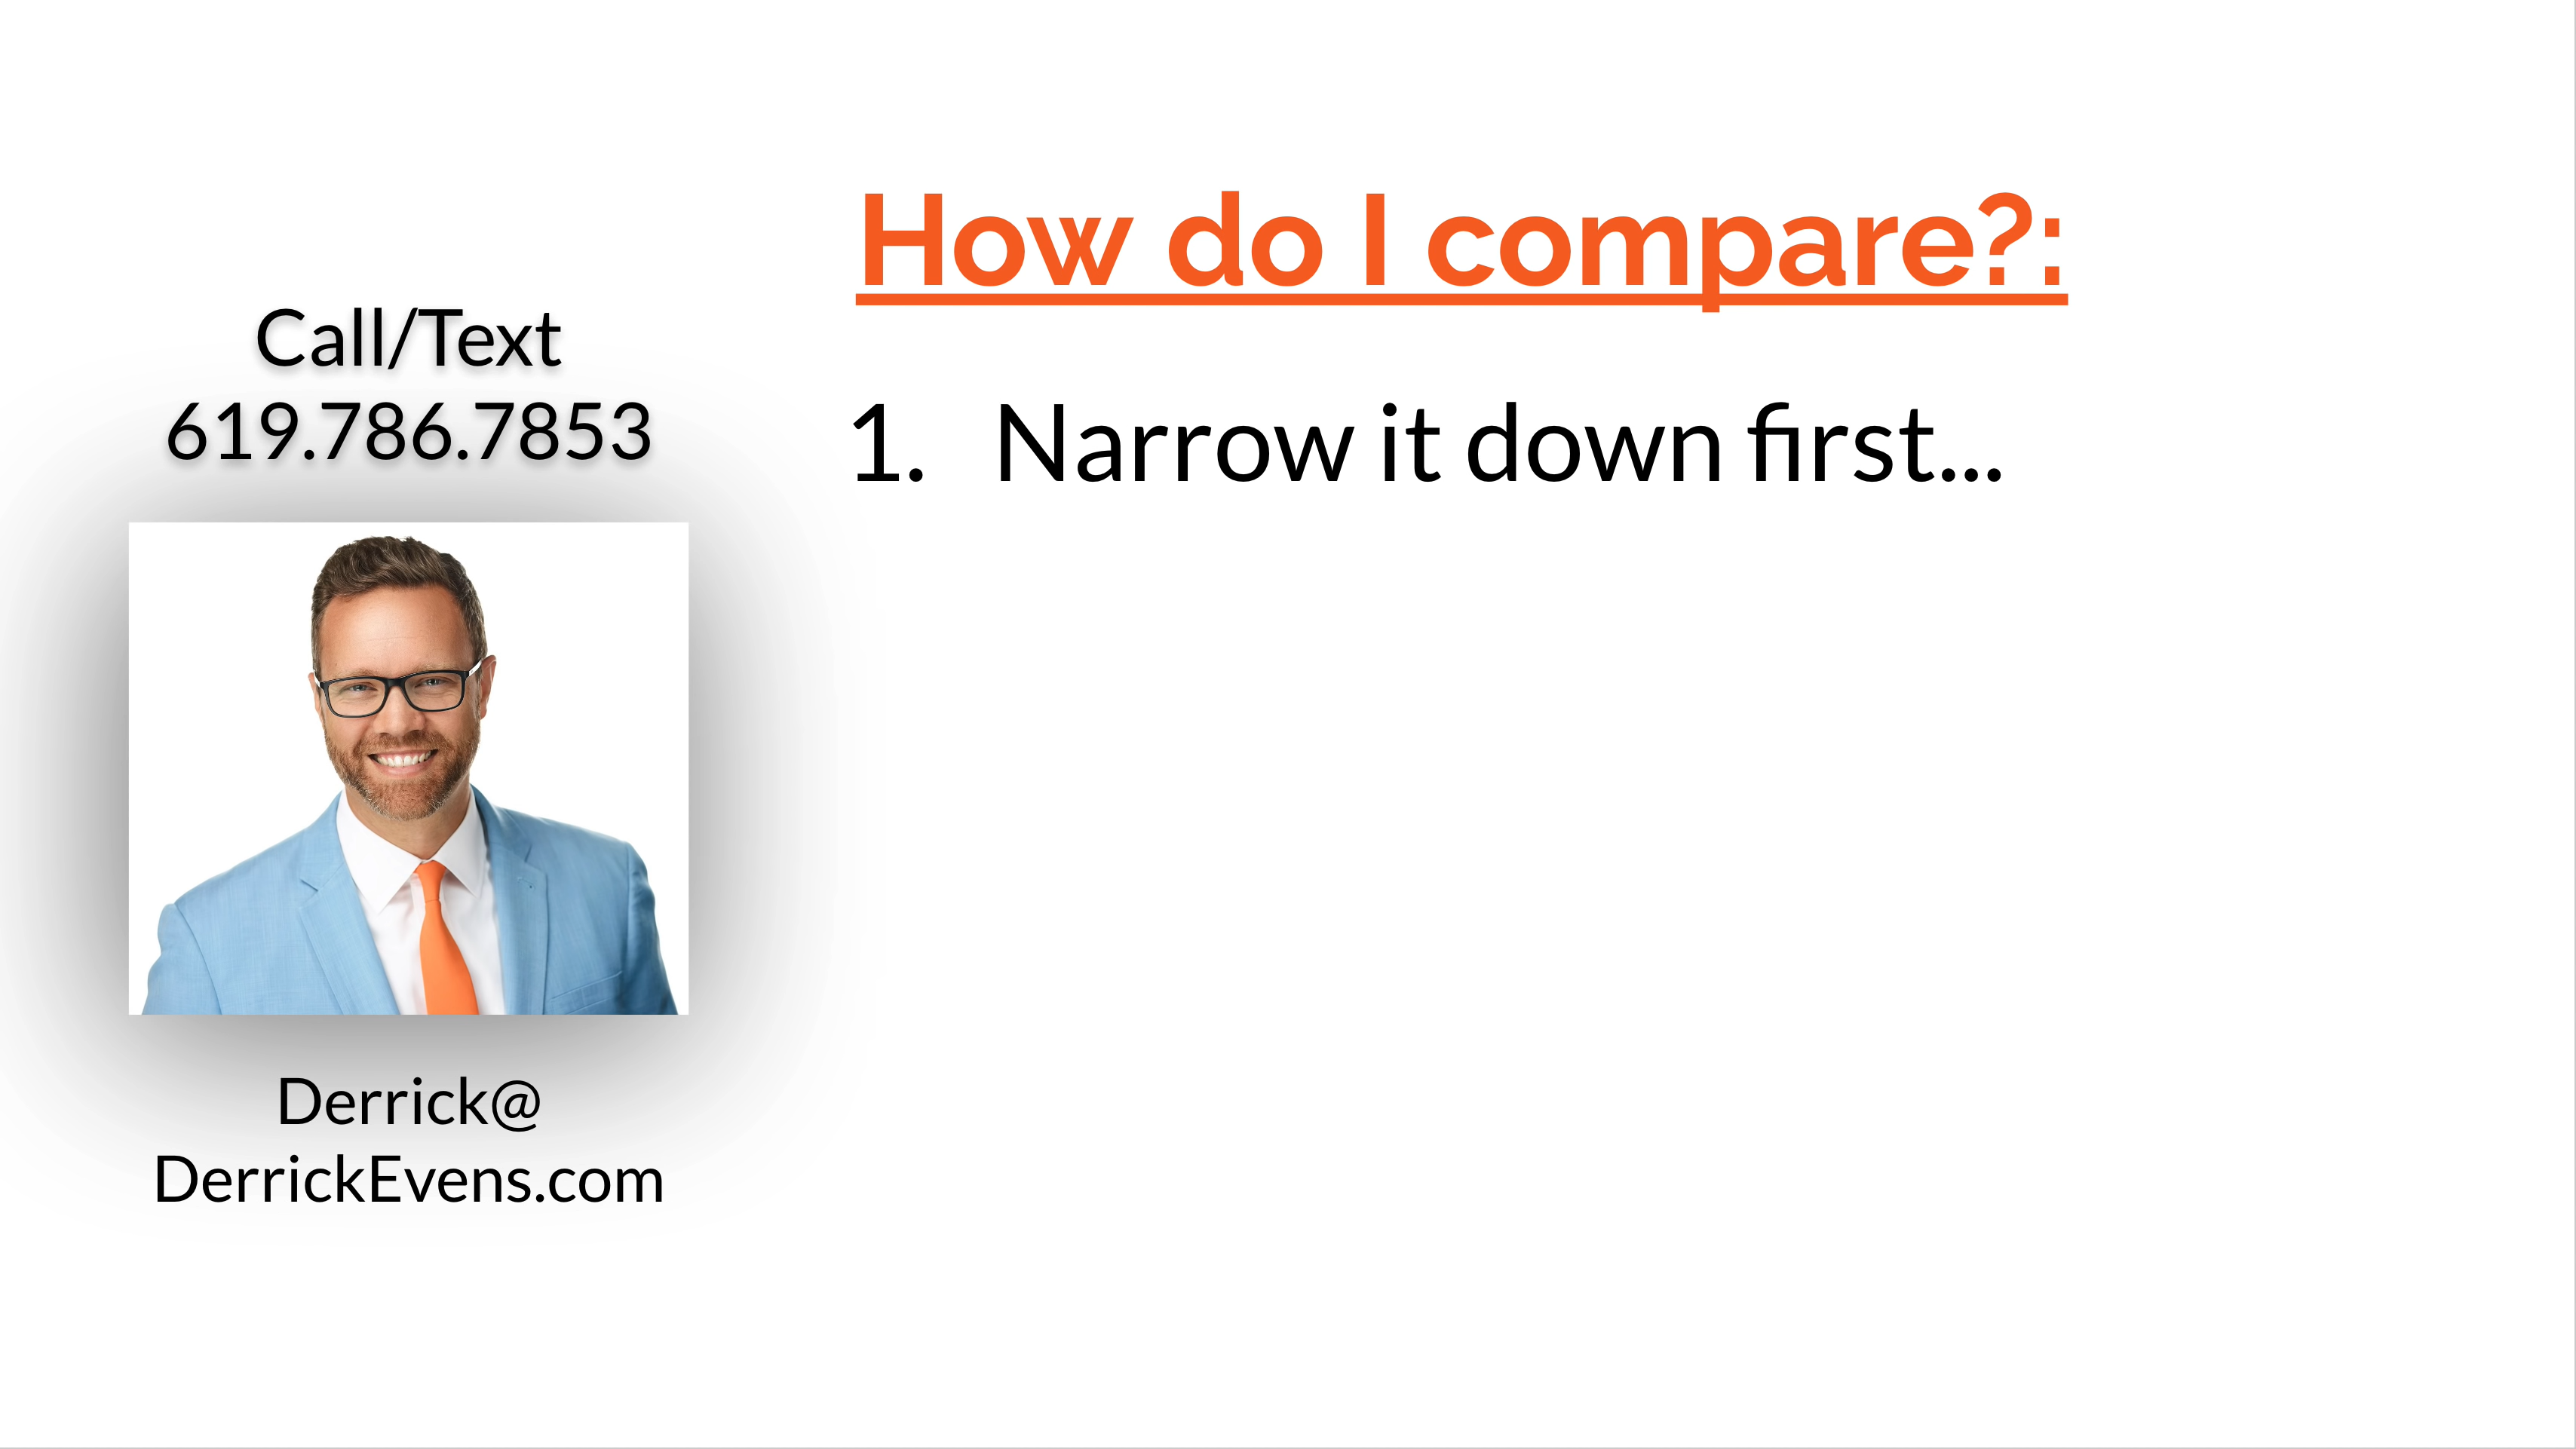 How do I compare?:
Call/Text
619.786.7853
1. Narrow it down first...
Derrick@
DerrickEvens.com